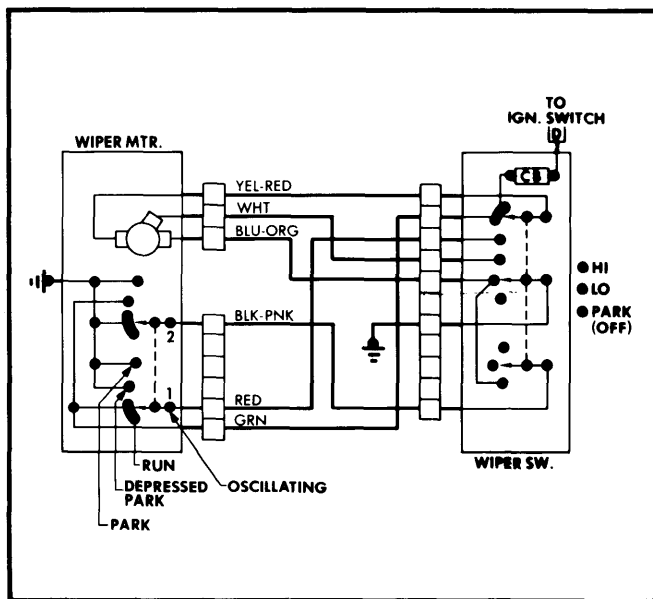 TO
IGN. SWITCH
D
WIPER MTR.
CB
YEL-RED
WHT
BLU-ORG
HI
LO
PARK
(OFF)
BLK-PNK
2
1
RED
GRN
RUN
OSCILLATING
WIPER SW.
DEPRESSED
PARK
PARK